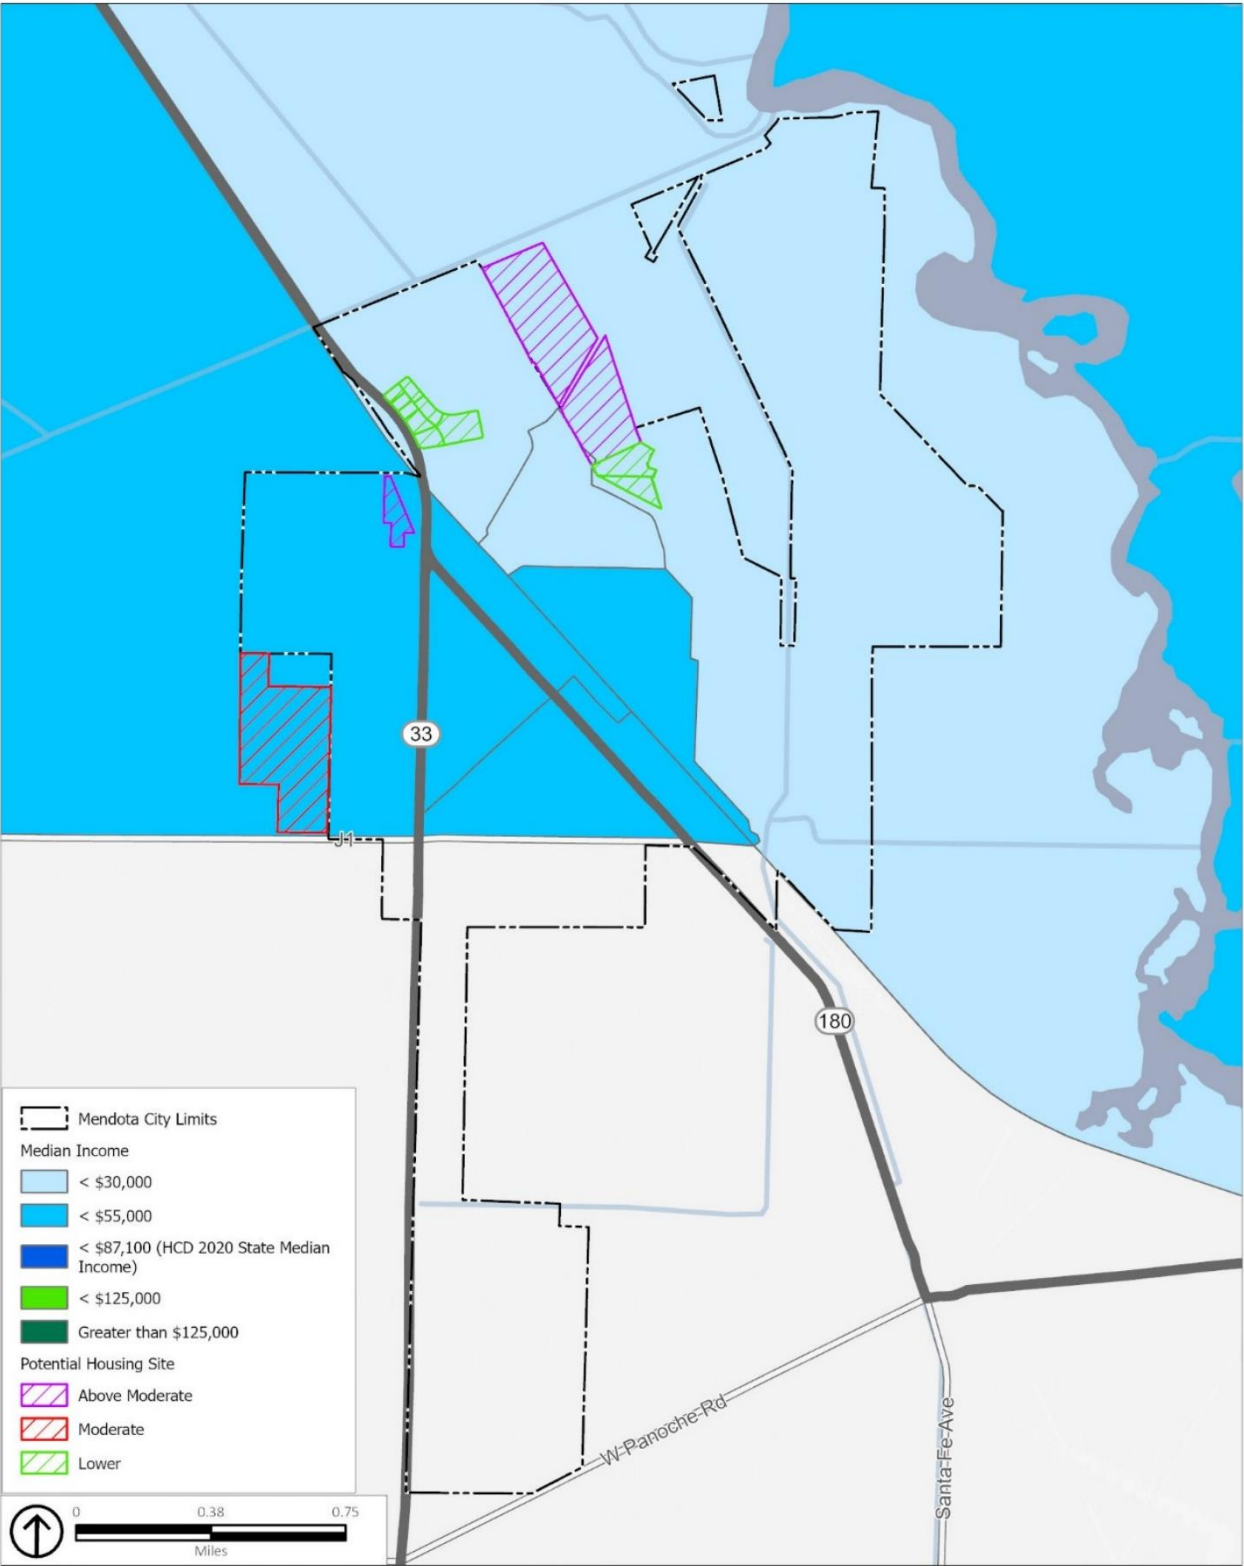 33
J1
180
Mendota City Limits
Median Income
< $30,000
< $55,000
< $87,100 (HCD 2020 State Median
Income)
< $125,000
Greater than $125,000
Potential Housing Site
Above Moderate
Moderate
Lower
W Panoche Rd
Santa Fe Ave
0 0.38 0.75
Miles